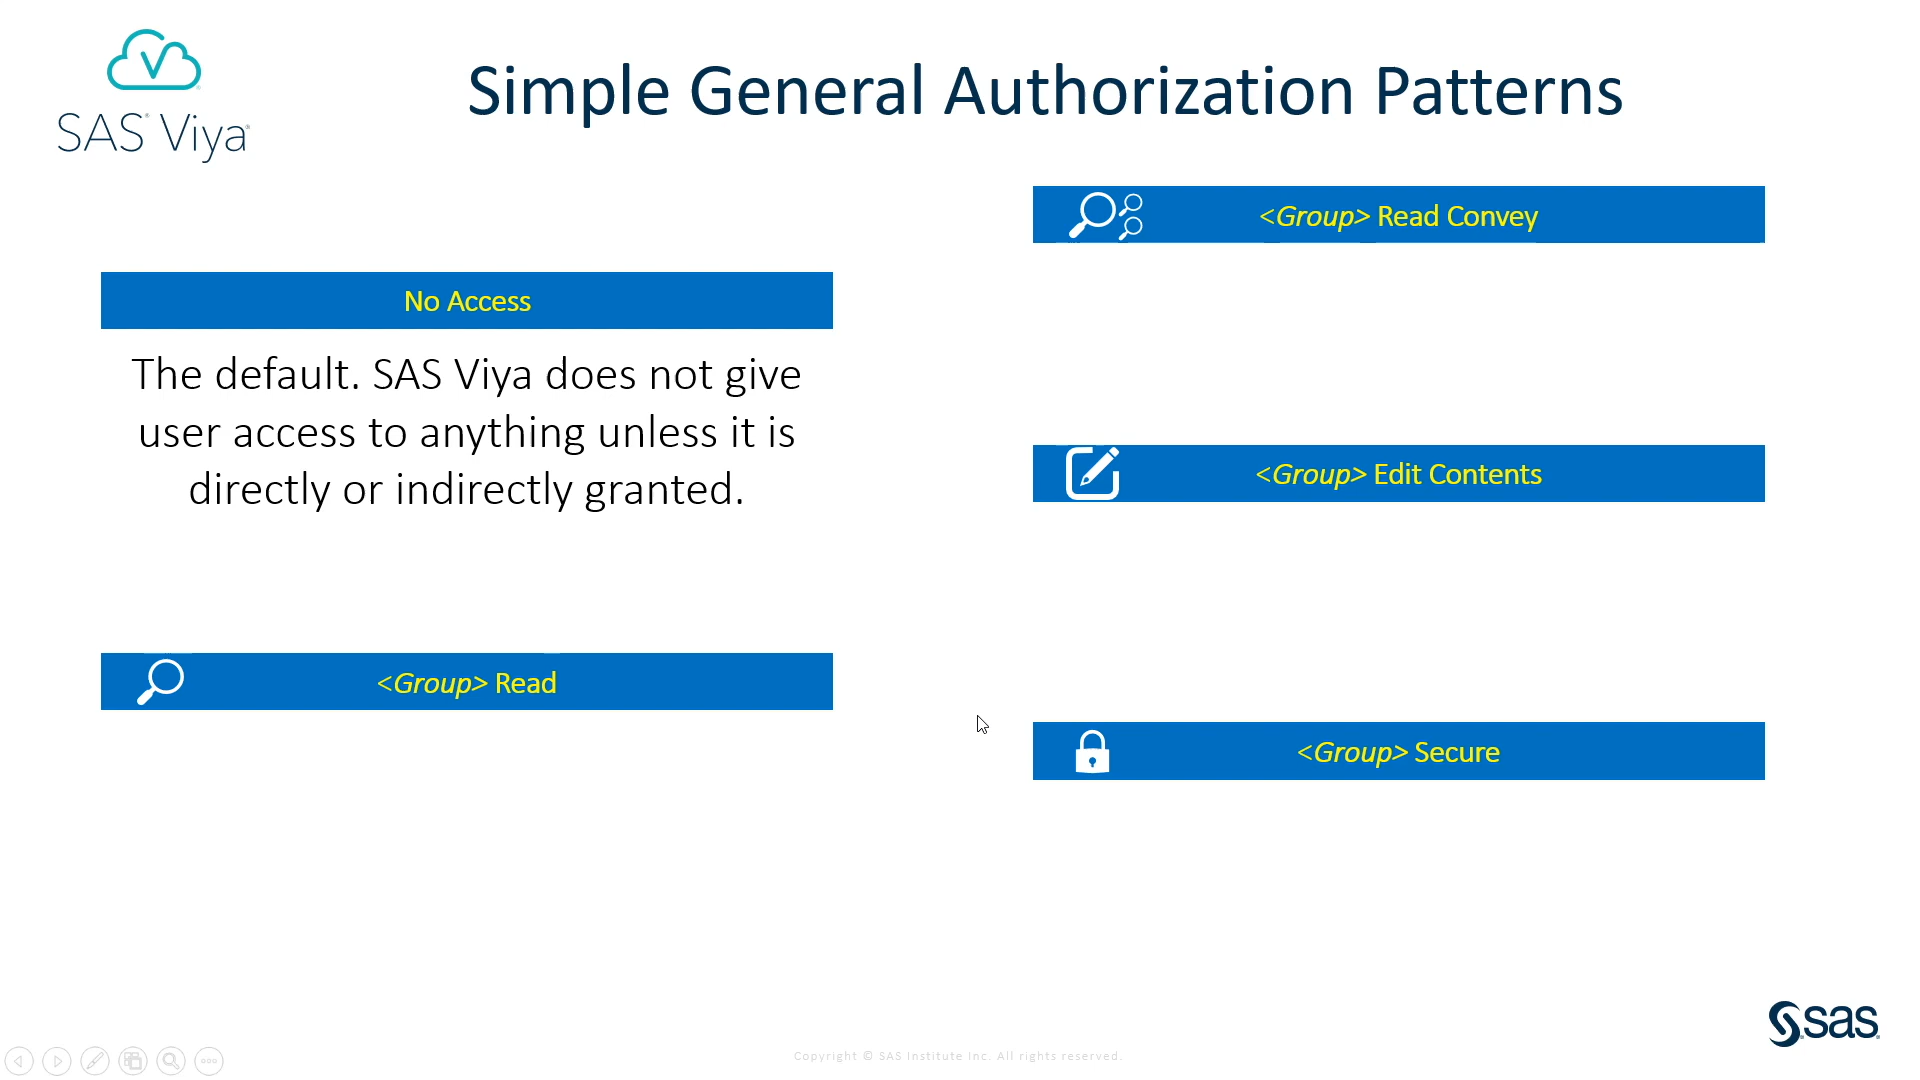 SAS® Viya®
Simple General Authorization Patterns
No Access
The default. SAS Viya does not give
user access to anything unless it is
directly or indirectly granted.
<Group> Read
<Group> Read Convey
<Group> Edit Contents
<Group> Secure
sas
Copyright © SAS Institute Inc. All rights reserved.